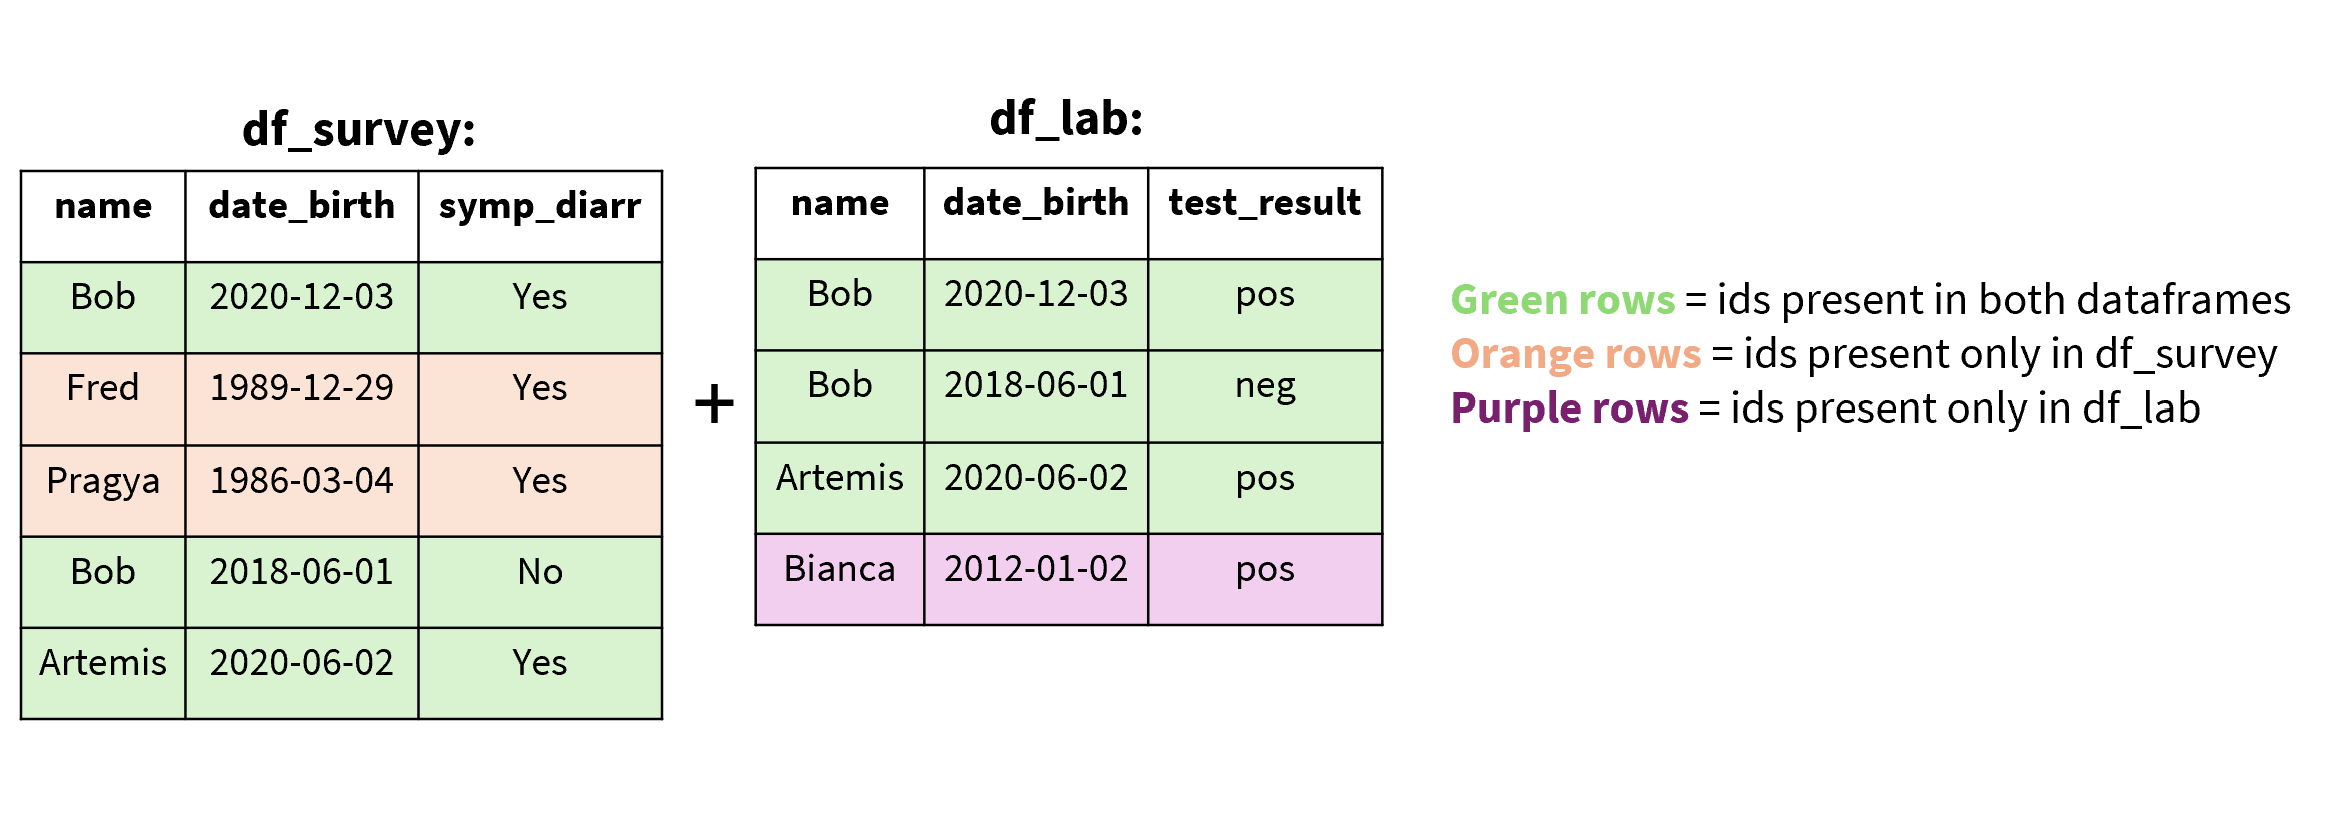 df_survey:
name date_birth symp_diarr
Bob 2020-12-03 Yes
Fred 1989-12-29 Yes
Pragya 1986-03-04 Yes
Bob 2018-06-01 No
Artemis 2020-06-02 Yes
+
df_lab:
name date_birth test_result
Bob 2020-12-03 pos
Bob 2018-06-01 neg
Artemis 2020-06-02 pos
Bianca 2012-01-02 pos
Green rows = ids present in both dataframes
Orange rows = ids present only in df_survey
Purple rows = ids present only in df_lab